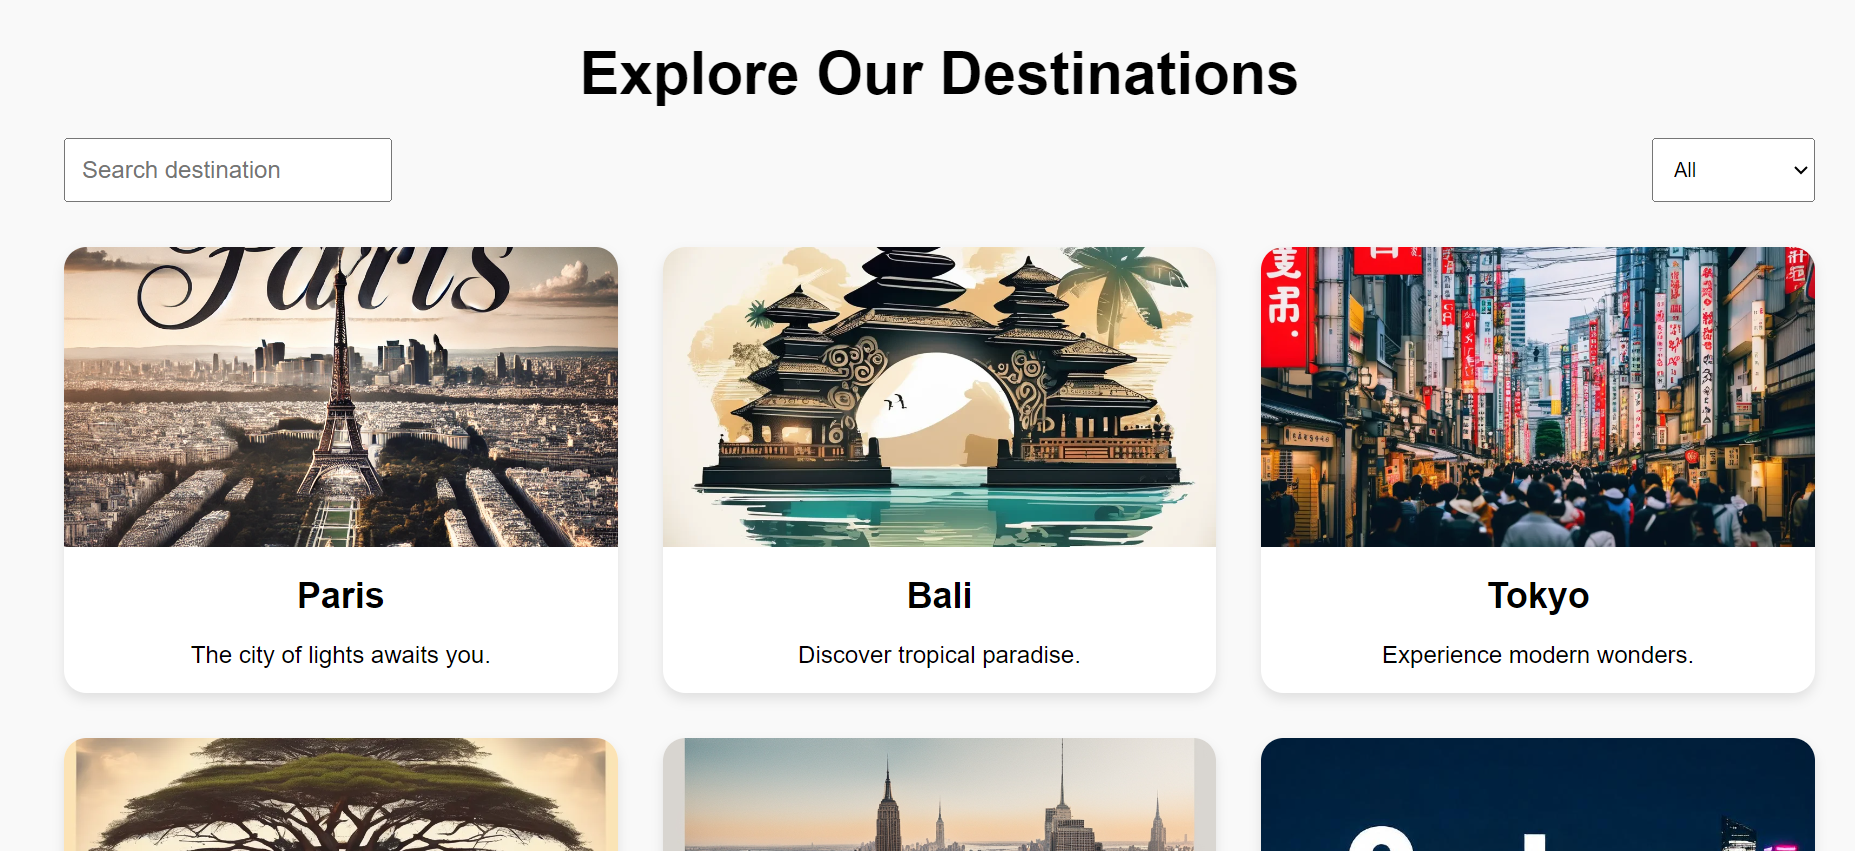 Explore Our Destinations
Search destination
All
Paris
Paris
The city of lights awaits you.
Bali
Discover tropical paradise.
Tokyo
Experience modern wonders.